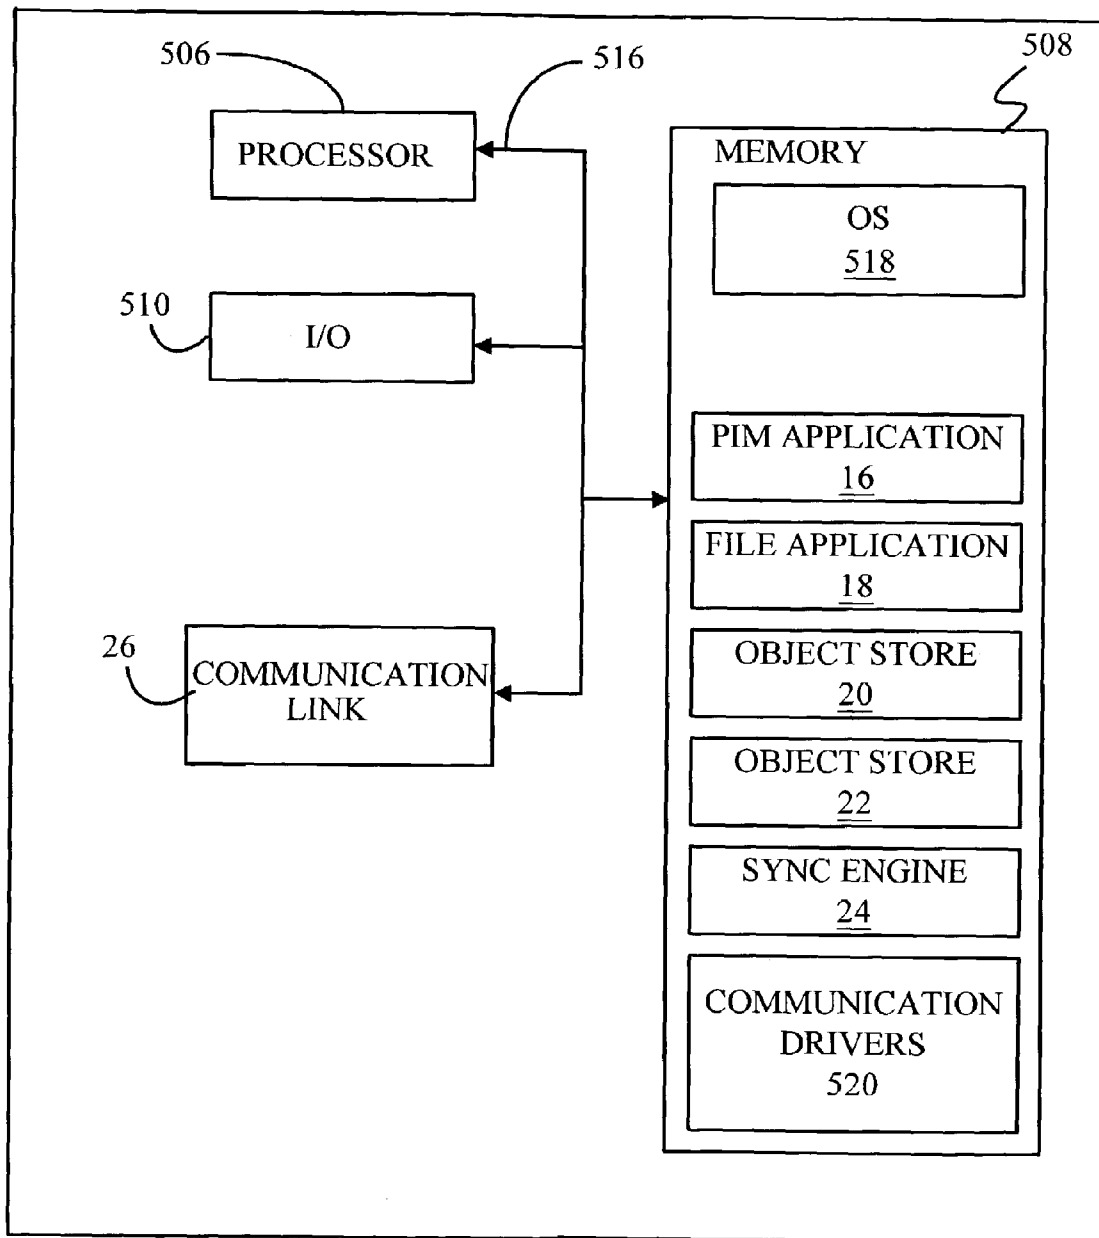 506
516
508
PROCESSOR
MEMORY
OS
518
510
I/O
PIM APPLICATION
16
FILE APPLICATION
18
26
COMMUNICATION
LINK
OBJECT STORE
20
OBJECT STORE
22
SYNC ENGINE
24
COMMUNICATION
DRIVERS
520